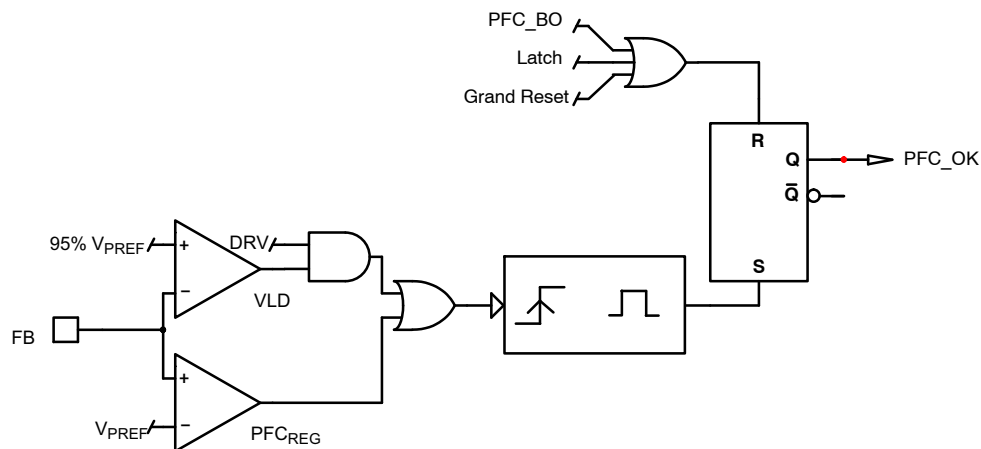 PFC_BO
Latch
Grand Reset
R
Q
PFC_OK
Q̅
S
95% VPREF
+
−
DRV
VLD
FB
+
−
VPREF
PFCREG